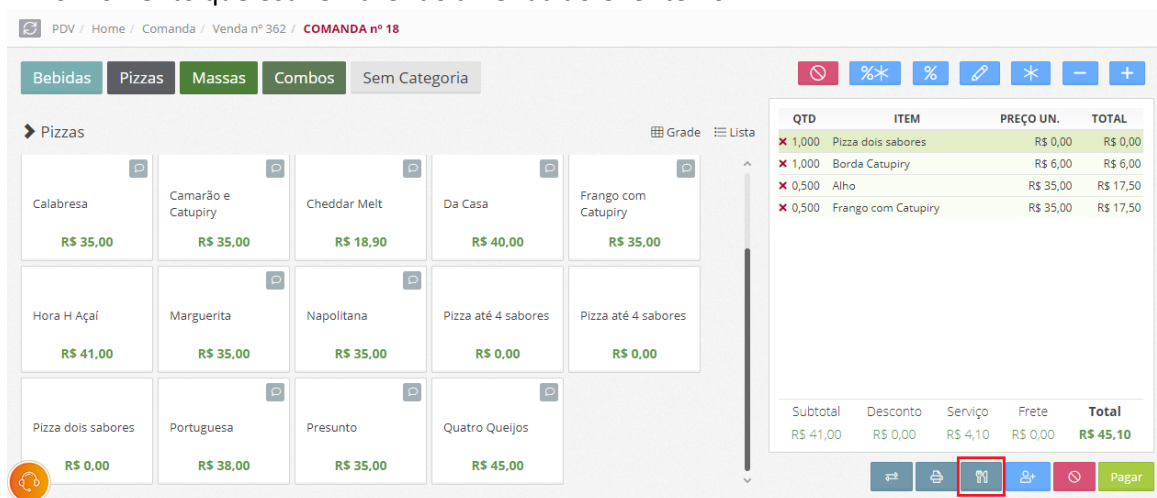 PDV / Home / Comanda / Venda nº 362 / COMANDA nº 18
Bebidas Pizzas Massas Combos Sem Categoria
%* %
Pizzas
Grade Lista
Calabresa
R$ 35,00
Camarão e
Catupiry
R$ 35,00
Cheddar Melt
R$ 18,90
Da Casa
R$ 40,00
Frango com
Catupiry
R$ 35,00
Hora H Açaí
R$ 41,00
Marguerita
R$ 35,00
Napolitana
R$ 35,00
Pizza até 4 sabores
R$ 0,00
Pizza até 4 sabores
R$ 0,00
Pizza dois sabores
R$ 0,00
Portuguesa
R$ 38,00
Presunto
R$ 35,00
Quatro Queijos
R$ 45,00
QTD ITEM PREÇO UN. TOTAL
1,000 Pizza dois sabores R$ 0,00 R$ 0,00
1,000 Borda Catupiry R$ 6,00 R$ 6,00
0,500 Alho R$ 35,00 R$ 17,50
0,500 Frango com Catupiry R$ 35,00 R$ 17,50
Subtotal Desconto Serviço Frete Total
R$ 41,00 R$ 0,00 R$ 4,10 R$ 0,00 R$ 45,10
Pagar